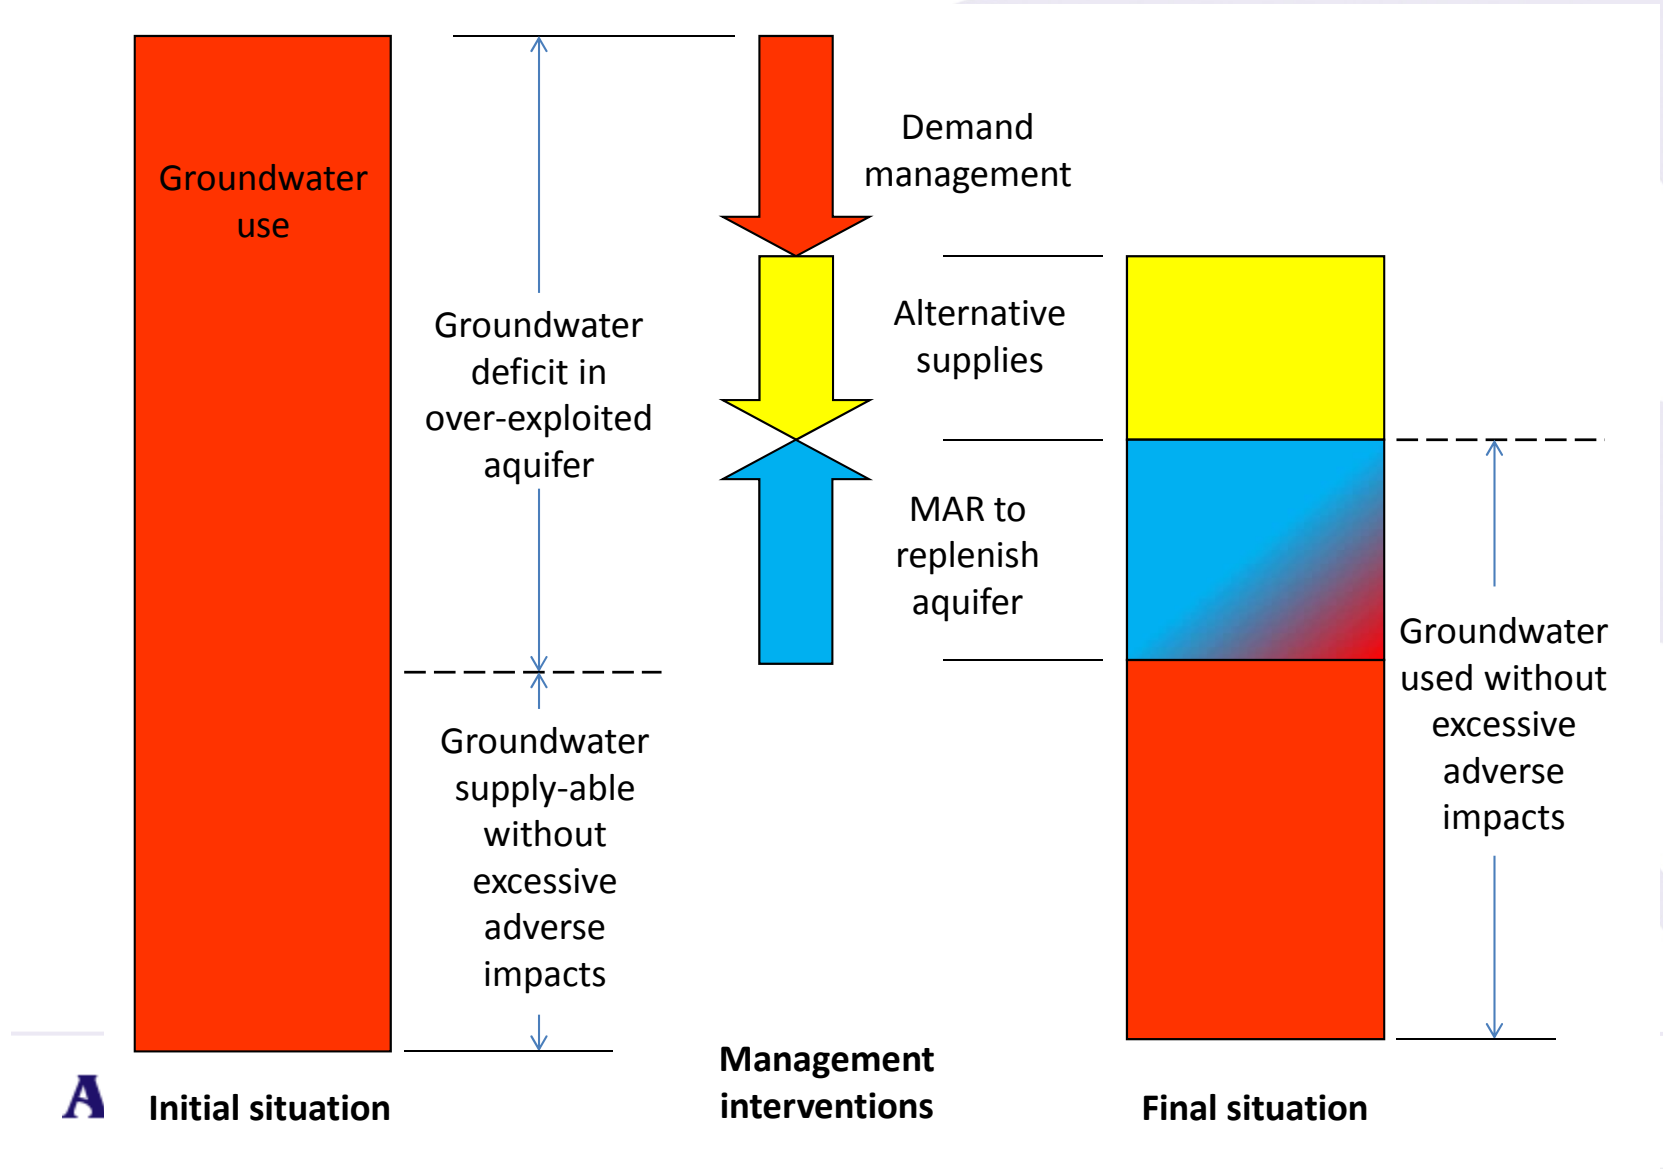 Groundwater
use
Groundwater
deficit in
over-exploited
aquifer
Groundwater
supply-able
without
excessive
adverse
impacts
Demand
management
Alternative
supplies
MAR to
replenish
aquifer
Groundwater
used without
excessive
adverse
impacts
A
Initial situation
Management
interventions
Final situation